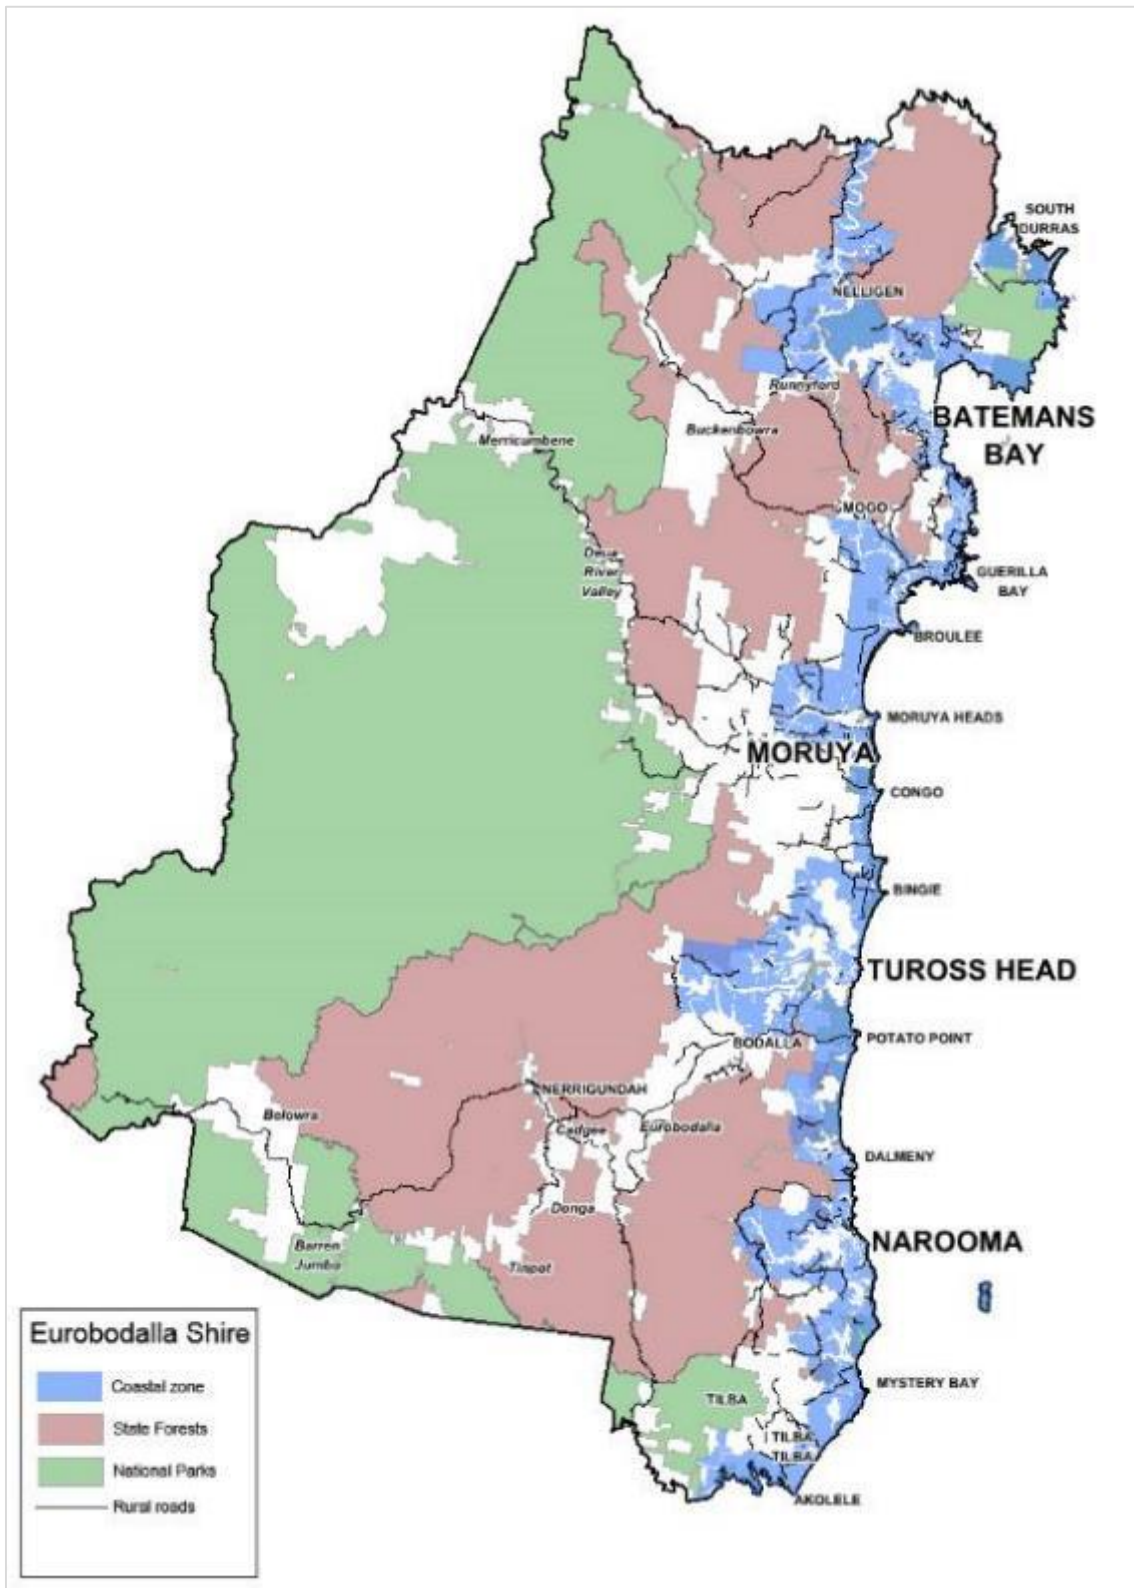 SOUTH
DURRAS
NELLIGEN
Runnyford
BATEMANS
BAY
Buckenbowra
Merricumbene
MOGO
Deua
River
Valley
GUERILLA
BAY
BROULEE
MORUYA HEADS
MORUYA
CONGO
BINGIE
TUROSS HEAD
POTATO POINT
BODALLA
NERRIGUNDAH
Belowra
Cadgee
Eurobodalla
DALMENY
Donga
NAROOMA
Barren
Jumbo
Tinpot
MYSTERY BAY
TILBA
TILBA
TILBA
AKOLELE
Eurobodalla Shire
Coastal zone
State Forests
National Parks
Rural roads